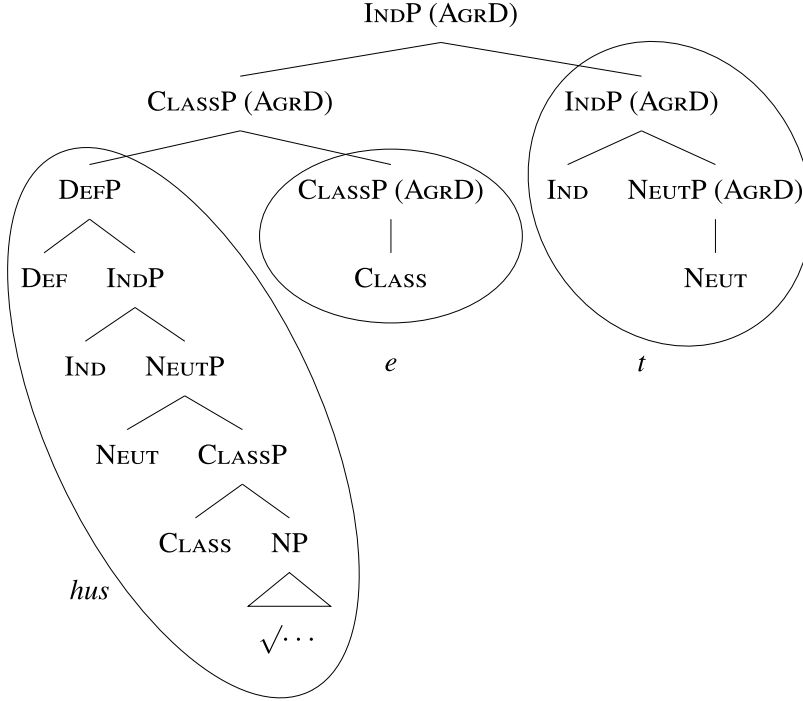 IndP (AgrD)
ClassP (AgrD) IndP (AgrD)
DefP ClassP (AgrD) Ind NeutP (AgrD)
Def IndP Class Neut
Ind NeutP e t
Neut ClassP
Class NP
hus
√···